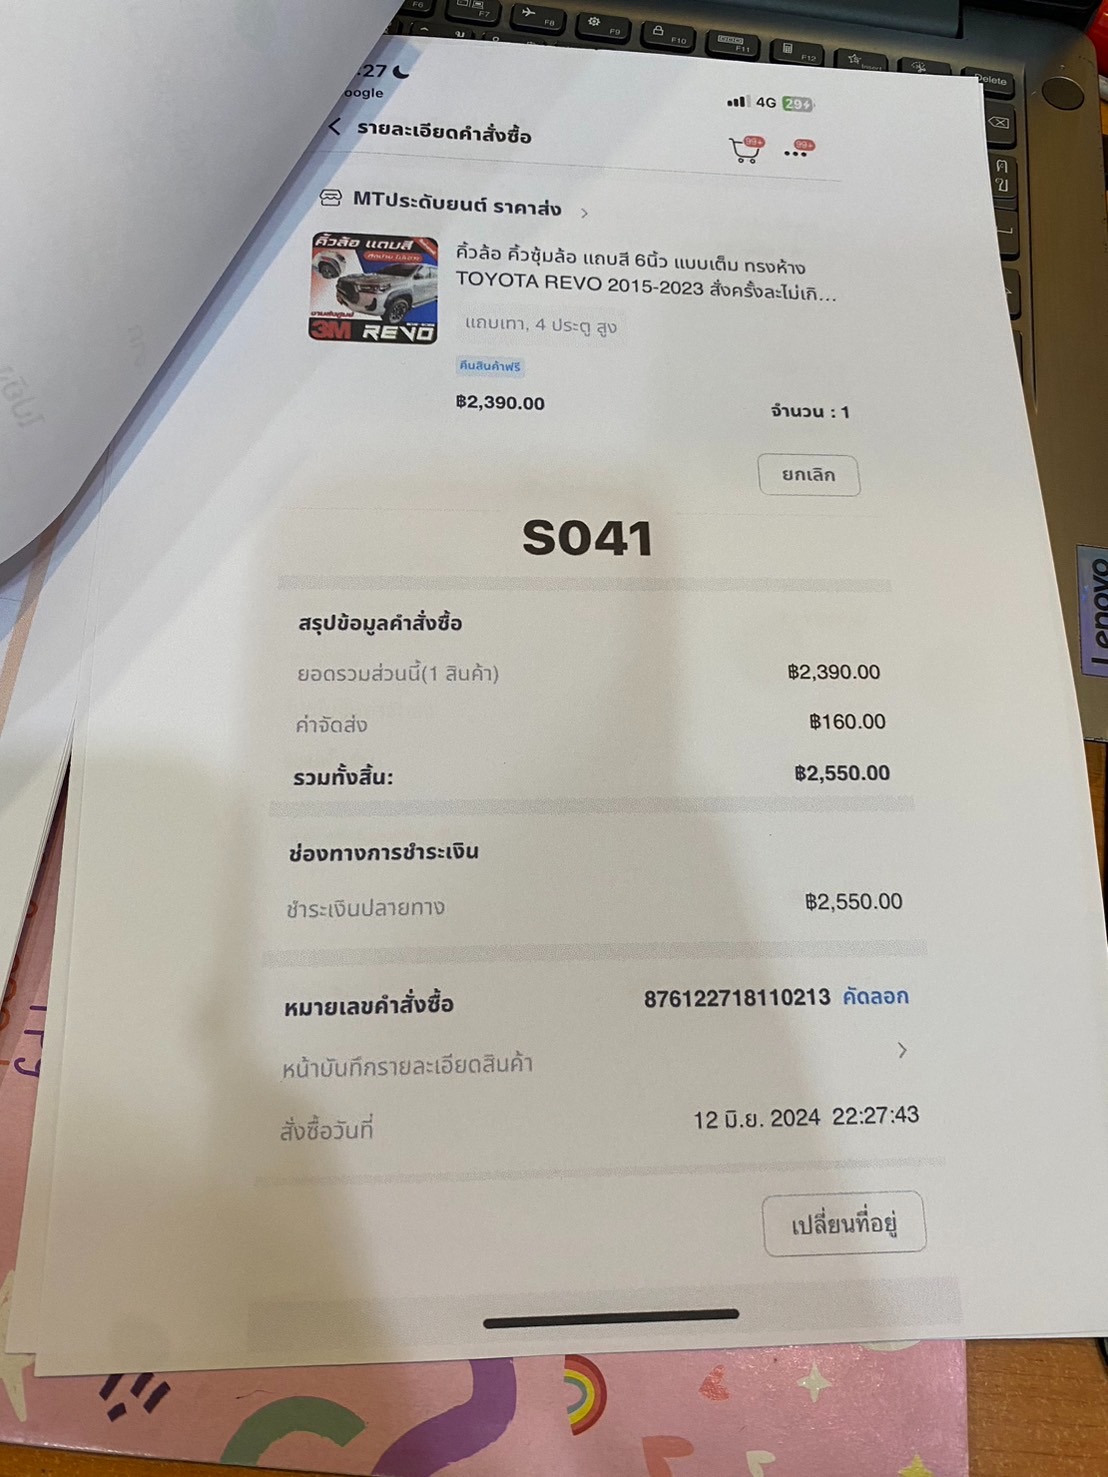 F6
F7
F8
F9
F10
F11
F12
Insert
Delete
:27
oogle
4G 29
รายละเอียดคำสั่งซื้อ
99+
99+
MTประดับยนต์ ราคาส่ง
คิ้วล้อ แถบสี
3M REVO
คิ้วล้อ คิ้วซุ้มล้อ แถบสี 6นิ้ว แบบเต็ม ทรงห้าง
TOYOTA REVO 2015-2023 สั่งครั้งละไม่เกิ...
แถบเทา, 4 ประตู สูง
คืนสินค้าฟรี
฿2,390.00
จำนวน : 1
ยกเลิก
SO41
สรุปข้อมูลคำสั่งซื้อ
ยอดรวมส่วนนี้(1 สินค้า) ฿2,390.00
ค่าจัดส่ง ฿160.00
รวมทั้งสิ้น: ฿2,550.00
ช่องทางการชำระเงิน
ชำระเงินปลายทาง ฿2,550.00
หมายเลขคำสั่งซื้อ 876122718110213 คัดลอก
หน้าบันทึกรายละเอียดสินค้า
สั่งซื้อวันที่ 12 มิ.ย. 2024 22:27:43
เปลี่ยนที่อยู่
Lenovo